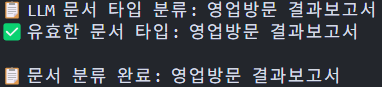 📋 LLM 문서 타입 분류: 영업방문 결과보고서
✅ 유효한 문서 타입: 영업방문 결과보고서
📋 문서 분류 완료: 영업방문 결과보고서